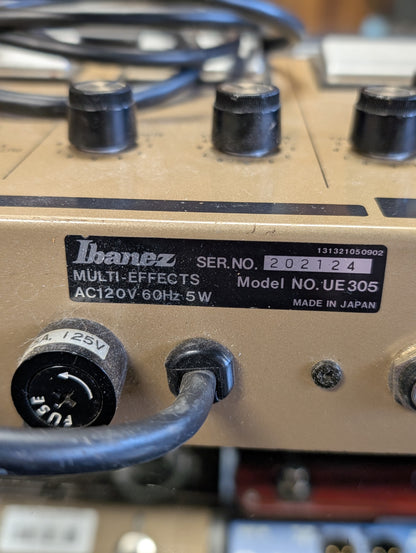 131321050902
Ibanez SER.NO. 202124
MULTI-EFFECTS Model NO. UE305
AC120V 60Hz 5W MADE IN JAPAN
A, 125V
FUSE